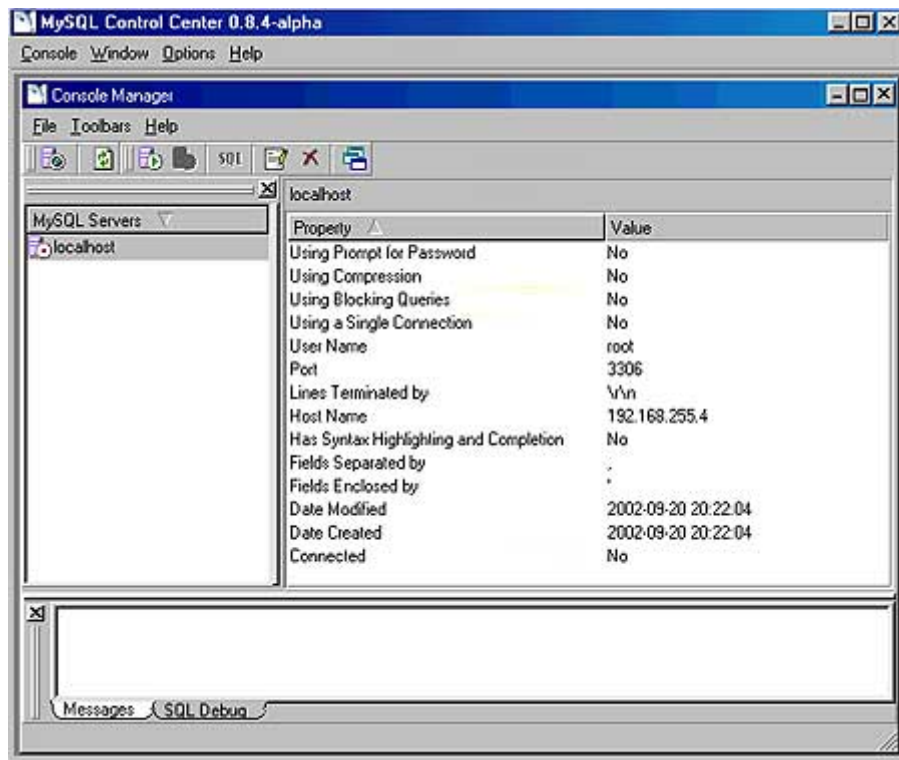 MySQL Control Center 0.8.4-alpha
Console Window Options Help
Console Manager
File Toolbars Help
SQL
localhost
MySQL Servers
localhost
Property Value
Using Prompt for Password No
Using Compression No
Using Blocking Queries No
Using a Single Connection No
User Name root
Port 3306
Lines Terminated by \r\n
Host Name 192.168.255.4
Has Syntax Highlighting and Completion No
Fields Separated by
Fields Enclosed by
Date Modified 2002-09-20 20:22:04
Date Created 2002-09-20 20:22:04
Connected No
Messages SQL Debug